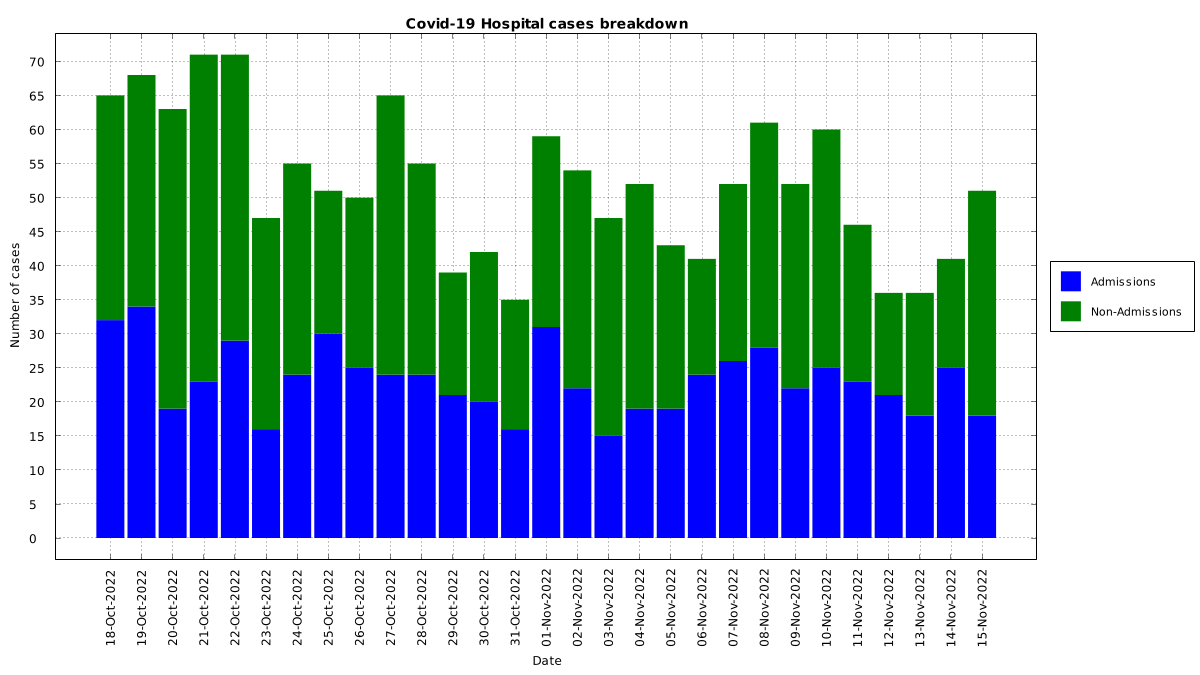 Covid-19 Hospital cases breakdown
Number of cases
70
65
60
55
50
45
40
35
30
25
20
15
10
5
0
18-Oct-2022
19-Oct-2022
20-Oct-2022
21-Oct-2022
22-Oct-2022
23-Oct-2022
24-Oct-2022
25-Oct-2022
26-Oct-2022
27-Oct-2022
28-Oct-2022
29-Oct-2022
30-Oct-2022
31-Oct-2022
01-Nov-2022
02-Nov-2022
03-Nov-2022
04-Nov-2022
05-Nov-2022
06-Nov-2022
07-Nov-2022
08-Nov-2022
09-Nov-2022
10-Nov-2022
11-Nov-2022
12-Nov-2022
13-Nov-2022
14-Nov-2022
15-Nov-2022
Date
Admissions
Non-Admissions